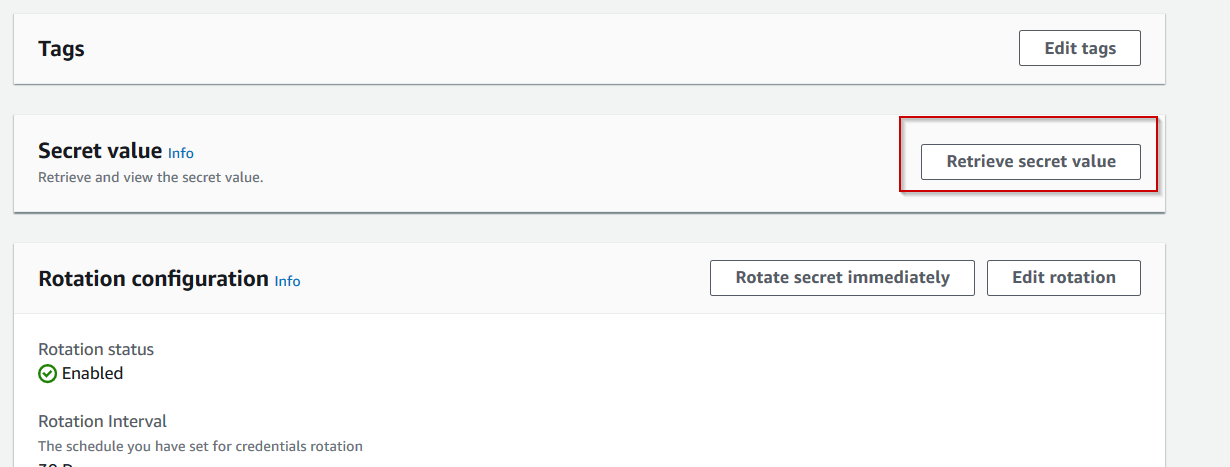 Tags
Edit tags
Secret value Info
Retrieve and view the secret value.
Retrieve secret value
Rotation configuration Info
Rotate secret immediately
Edit rotation
Rotation status
Enabled
Rotation Interval
The schedule you have set for credentials rotation